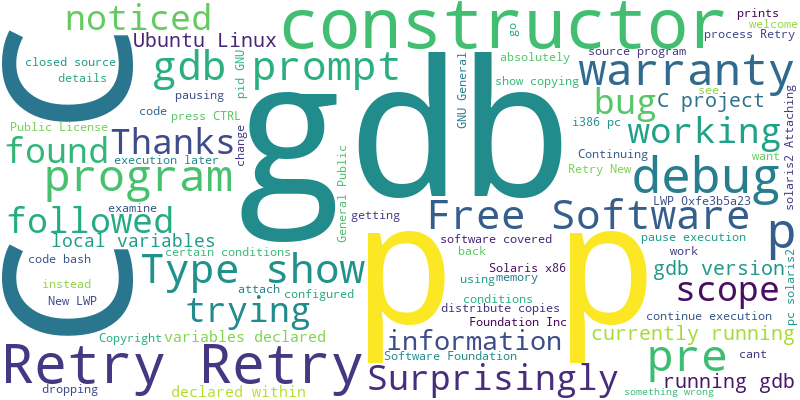 noticed
constructor
prints
go
welcome
process Retry
Ubuntu Linux
C
closed source
details
gdb prompt
pid GNU
absolutely
source program
see
show copying
warranty
pausing
code
press CTRL
gdb
GNU General
bug
C project
Public License
i386 pc
working
found
Thanks
change
execution later
Continuing
want
solaris2 Attaching
program
General Public
Retry New
debug
examine
getting
LWP 0xfe3b5a23
followed
Free Software
p
local variables
p p
software covered
pause execution
code bash
certain conditions
back
work
C
Type show
Solaris x86
gdb version
pc solaris2
instead
attach
configured
using
memory
scope
New LWP
trying
conditions
distribute copies
continue execution
Foundation Inc
Copyright
variables declared
information
currently running
Retry Retry
Software Foundation
pre
cant
dropping
declared within
Surprisingly
running gdb
something wrong